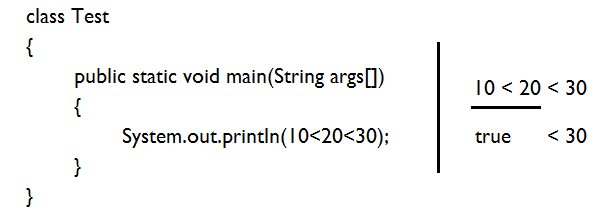 class Test
{
public static void main(String args[])
{
System.out.println(10<20<30);
}
}
10 < 20 < 30
true < 30